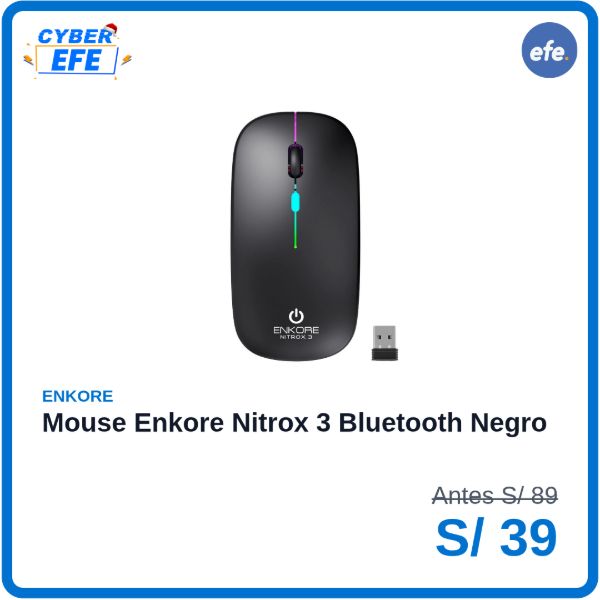 CYBER
EFE
efe.
ENKORE
NITROX 3
ENKORE
Mouse Enkore Nitrox 3 Bluetooth Negro
Antes S/ 89
S/ 39